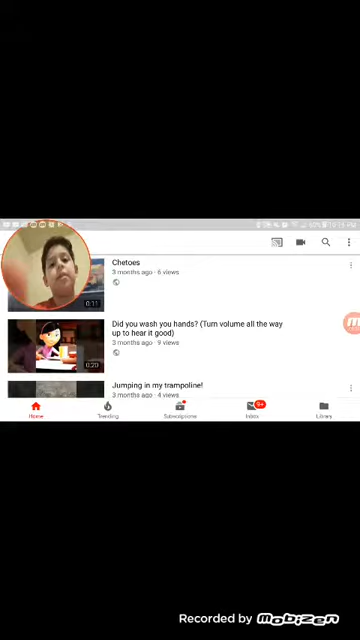 Chetoes
3 months ago · 6 views
0:11
Did you wash you hands? (Turn volume all the
way up to hear it good)
3 months ago · 9 views
0:29
Jumping in my trampoline!
3 months ago · 4 views
9+
Home
Trending
Subscriptions
Inbox
Library
Recorded by Mobizen